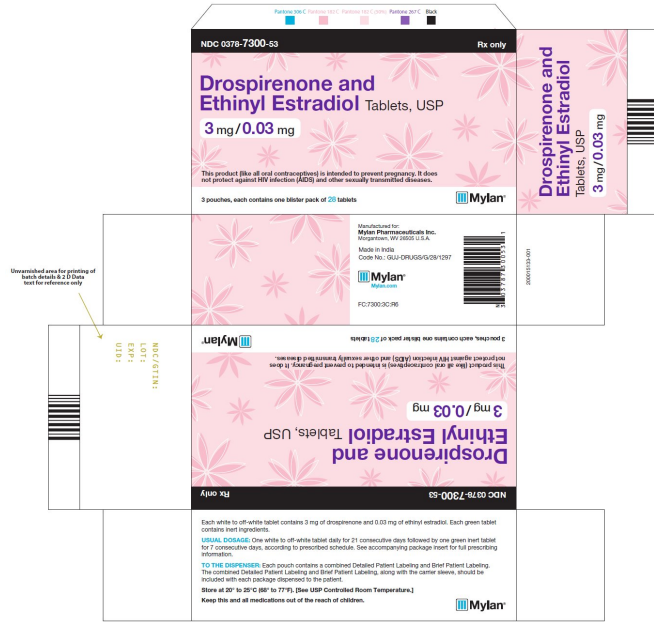 Pantone 306 C Pantone 182 C Pantone 182 C (50%) Pantone 267 C Black
NDC 0378-7300-53 Rx only
Drospirenone and
Ethinyl Estradiol Tablets, USP
3 mg/0.03 mg
This product (like all oral contraceptives) is intended to prevent pregnancy. It does
not protect against HIV infection (AIDS) and other sexually transmitted diseases.
3 pouches, each contains one blister pack of 28 tablets
Mylan®
Drospirenone and
Ethinyl Estradiol
Tablets, USP
3 mg/0.03 mg
Manufactured for:
Mylan Pharmaceuticals Inc.
Morgantown, WV 26505 U.S.A.
Made in India
Code No.: GUJ-DRUGS/G/28/1297
Mylan®
Mylan.com
FC:7300:3C:R6
200015133-001
Unvarnished area for printing of
batch details & 2 D Data
text for reference only
NDC/GTIN:
LOT:
EXP:
UID:
NDC 0378-7300-53 Rx only
Drospirenone and
Ethinyl Estradiol Tablets, USP
3 mg/0.03 mg
This product (like all oral contraceptives) is intended to prevent pregnancy. It does
not protect against HIV infection (AIDS) and other sexually transmitted diseases.
3 pouches, each contains one blister pack of 28 tablets
Mylan®
Each white to off-white tablet contains 3 mg of drospirenone and 0.03 mg of ethinyl estradiol. Each green tablet
contains inert ingredients.
USUAL DOSAGE: One white to off-white tablet daily for 21 consecutive days followed by one green inert tablet
for 7 consecutive days, according to prescribed schedule. See accompanying package insert for full prescribing
information.
TO THE DISPENSER: Each pouch contains a combined Detailed Patient Labeling and Brief Patient Labeling.
The combined Detailed Patient Labeling and Brief Patient Labeling, along with the carrier sleeve, should be
included with each package dispensed to the patient.
Store at 20° to 25°C (68° to 77°F). [See USP Controlled Room Temperature.]
Keep this and all medications out of the reach of children.
Mylan®